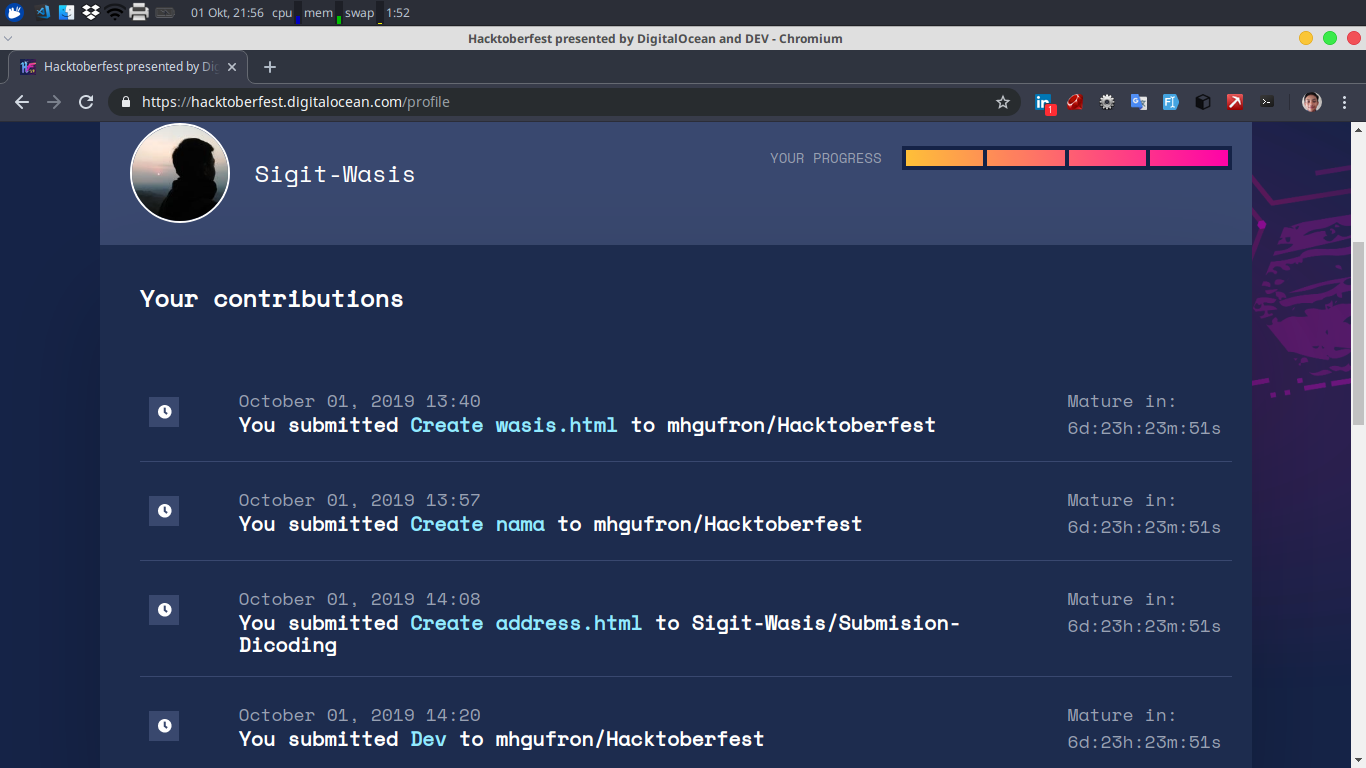 01 Okt, 21:56 cpu mem swap 1:52
Hacktoberfest presented by DigitalOcean and DEV - Chromium
Hacktoberfest presented by Dig
https://hacktoberfest.digitalocean.com/profile
1
Sigit-Wasis
YOUR PROGRESS
Your contributions
October 01, 2019 13:40
Mature in:
You submitted Create wasis.html to mhgufron/Hacktoberfest
6d:23h:23m:51s
October 01, 2019 13:57
Mature in:
You submitted Create nama to mhgufron/Hacktoberfest
6d:23h:23m:51s
October 01, 2019 14:08
Mature in:
You submitted Create address.html to Sigit-Wasis/Submision-
6d:23h:23m:51s
Dicoding
October 01, 2019 14:20
Mature in:
You submitted Dev to mhgufron/Hacktoberfest
6d:23h:23m:51s